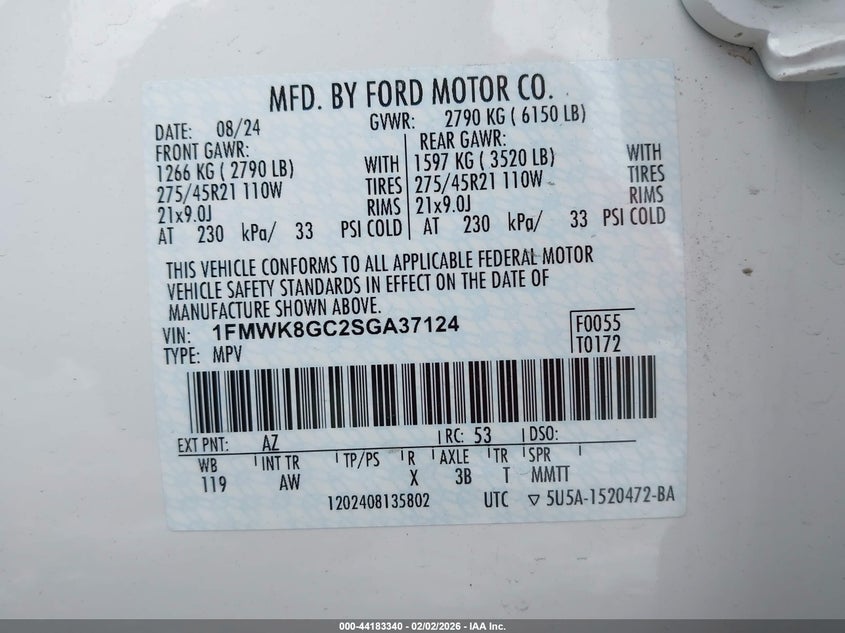 MFD. BY FORD MOTOR CO.
DATE: 08/24 GVWR: 2790 KG ( 6150 LB)
FRONT GAWR: REAR GAWR:
1266 KG ( 2790 LB) WITH 1597 KG ( 3520 LB) WITH
275/45R21 110W TIRES 275/45R21 110W TIRES
21x9.0J RIMS 21x9.0J RIMS
AT 230 kPa/ 33 PSI COLD AT 230 kPa/ 33 PSI COLD
THIS VEHICLE CONFORMS TO ALL APPLICABLE FEDERAL MOTOR
VEHICLE SAFETY STANDARDS IN EFFECT ON THE DATE OF
MANUFACTURE SHOWN ABOVE.
VIN: 1FMWK8GC2SGA37124 F0055
TYPE: MPV T0172
EXT PNT: AZ RC: 53 DSO:
WB INT TR TP/PS R AXLE TR SPR
119 AW X 3B T MMTT
1202408135802 UTC ▽ 5U5A-1520472-BA
000-44183340 - 02/02/2026 - IAA Inc.